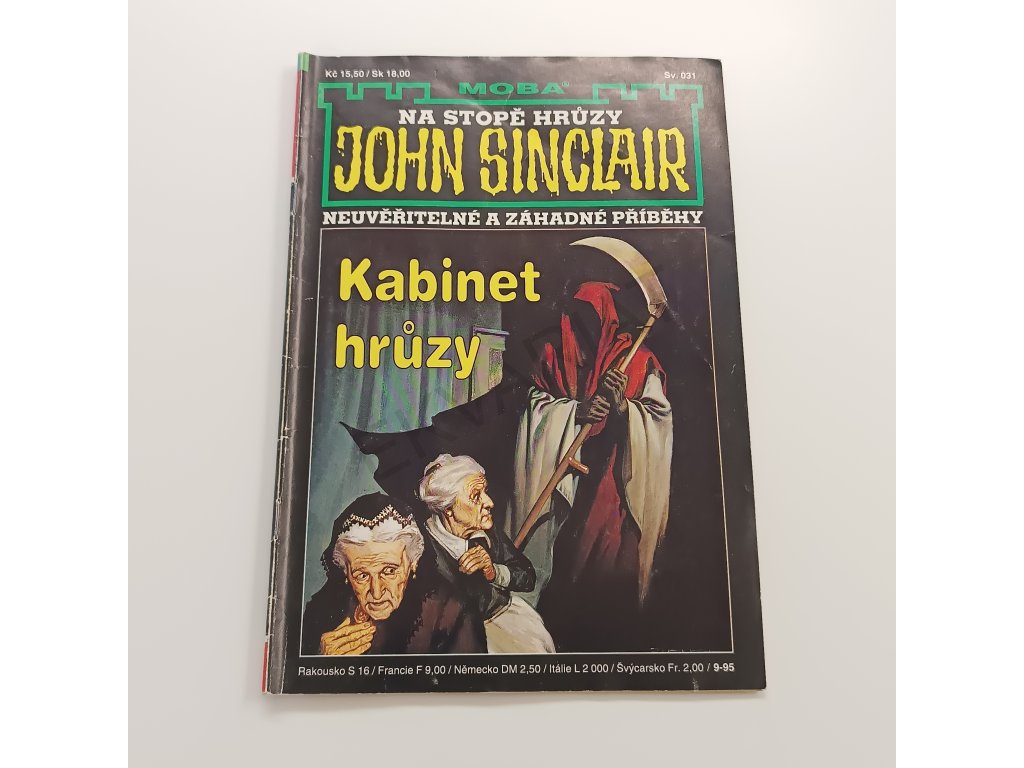 Kč 15,50 / Sk 18,00
Sv. 031
MOBA®
NA STOPĚ HRŮZY
JOHN SINCLAIR
NEUVĚŘITELNÉ A ZÁHADNÉ PŘÍBĚHY
Kabinet
hrůzy
Rakousko S 16 / Francie F 9,00 / Německo DM 2,50 / Itálie L 2 000 / Švýcarsko Fr. 2,00 / 9-95